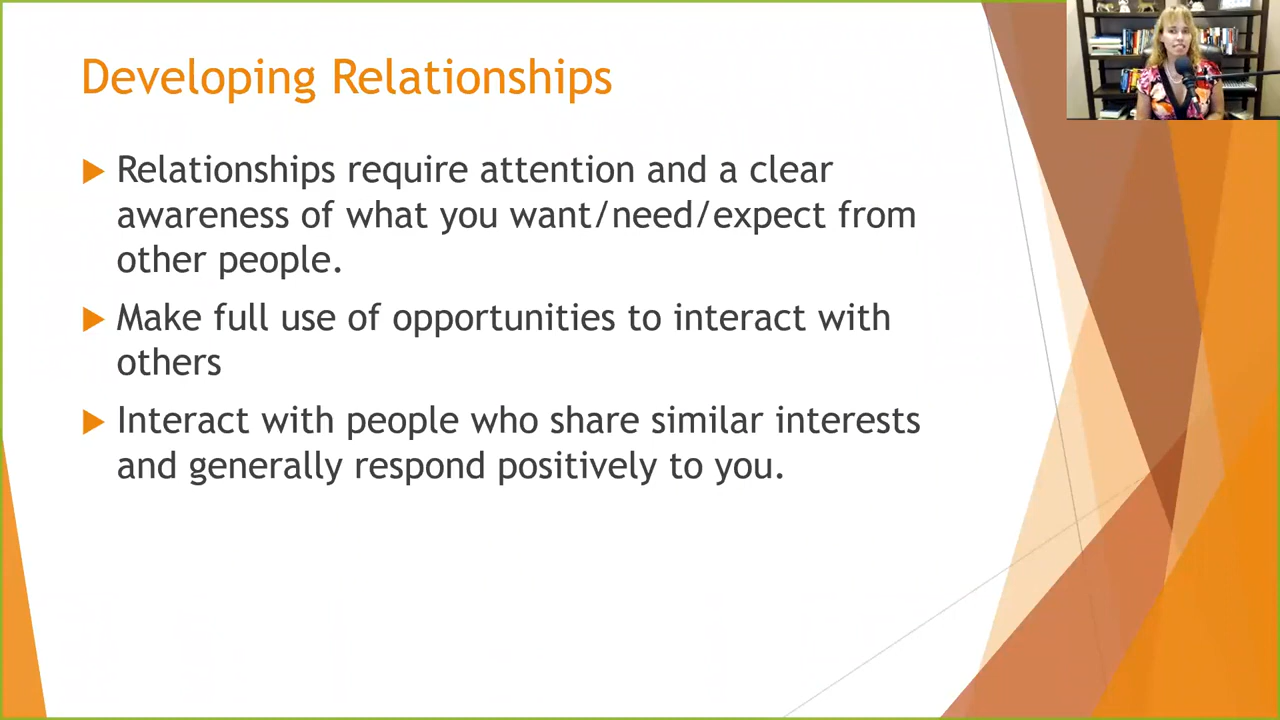 Developing Relationships
Relationships require attention and a clear
awareness of what you want/need/expect from
other people.
Make full use of opportunities to interact with
others
Interact with people who share similar interests
and generally respond positively to you.